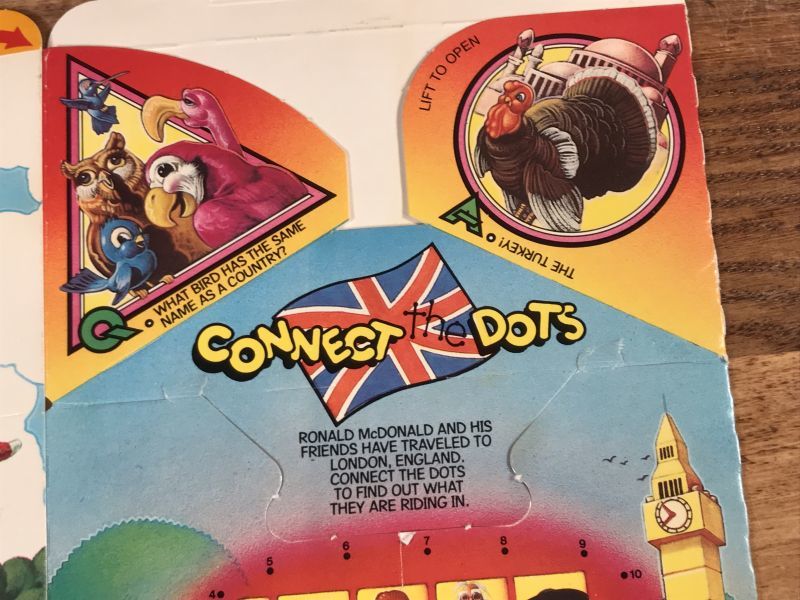 LIFT TO OPEN
A. THE TURKEY!
Q. WHAT BIRD HAS THE SAME
NAME AS A COUNTRY?
CONNECT the DOTS
RONALD McDONALD AND HIS
FRIENDS HAVE TRAVELED TO
LONDON, ENGLAND.
CONNECT THE DOTS
TO FIND OUT WHAT
THEY ARE RIDING IN.
4
5
6
7
8
9
10